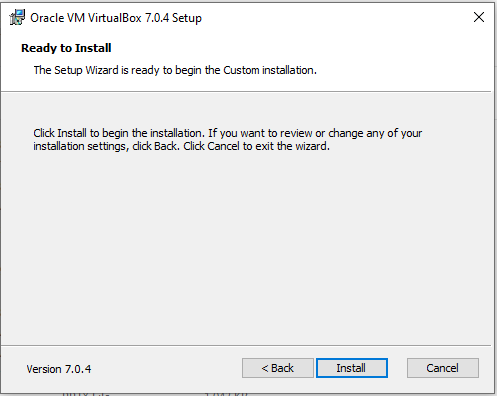 Oracle VM VirtualBox 7.0.4 Setup
Ready to Install
The Setup Wizard is ready to begin the Custom installation.
Click Install to begin the installation. If you want to review or change any of your
installation settings, click Back. Click Cancel to exit the wizard.
Version 7.0.4
< Back
Install
Cancel